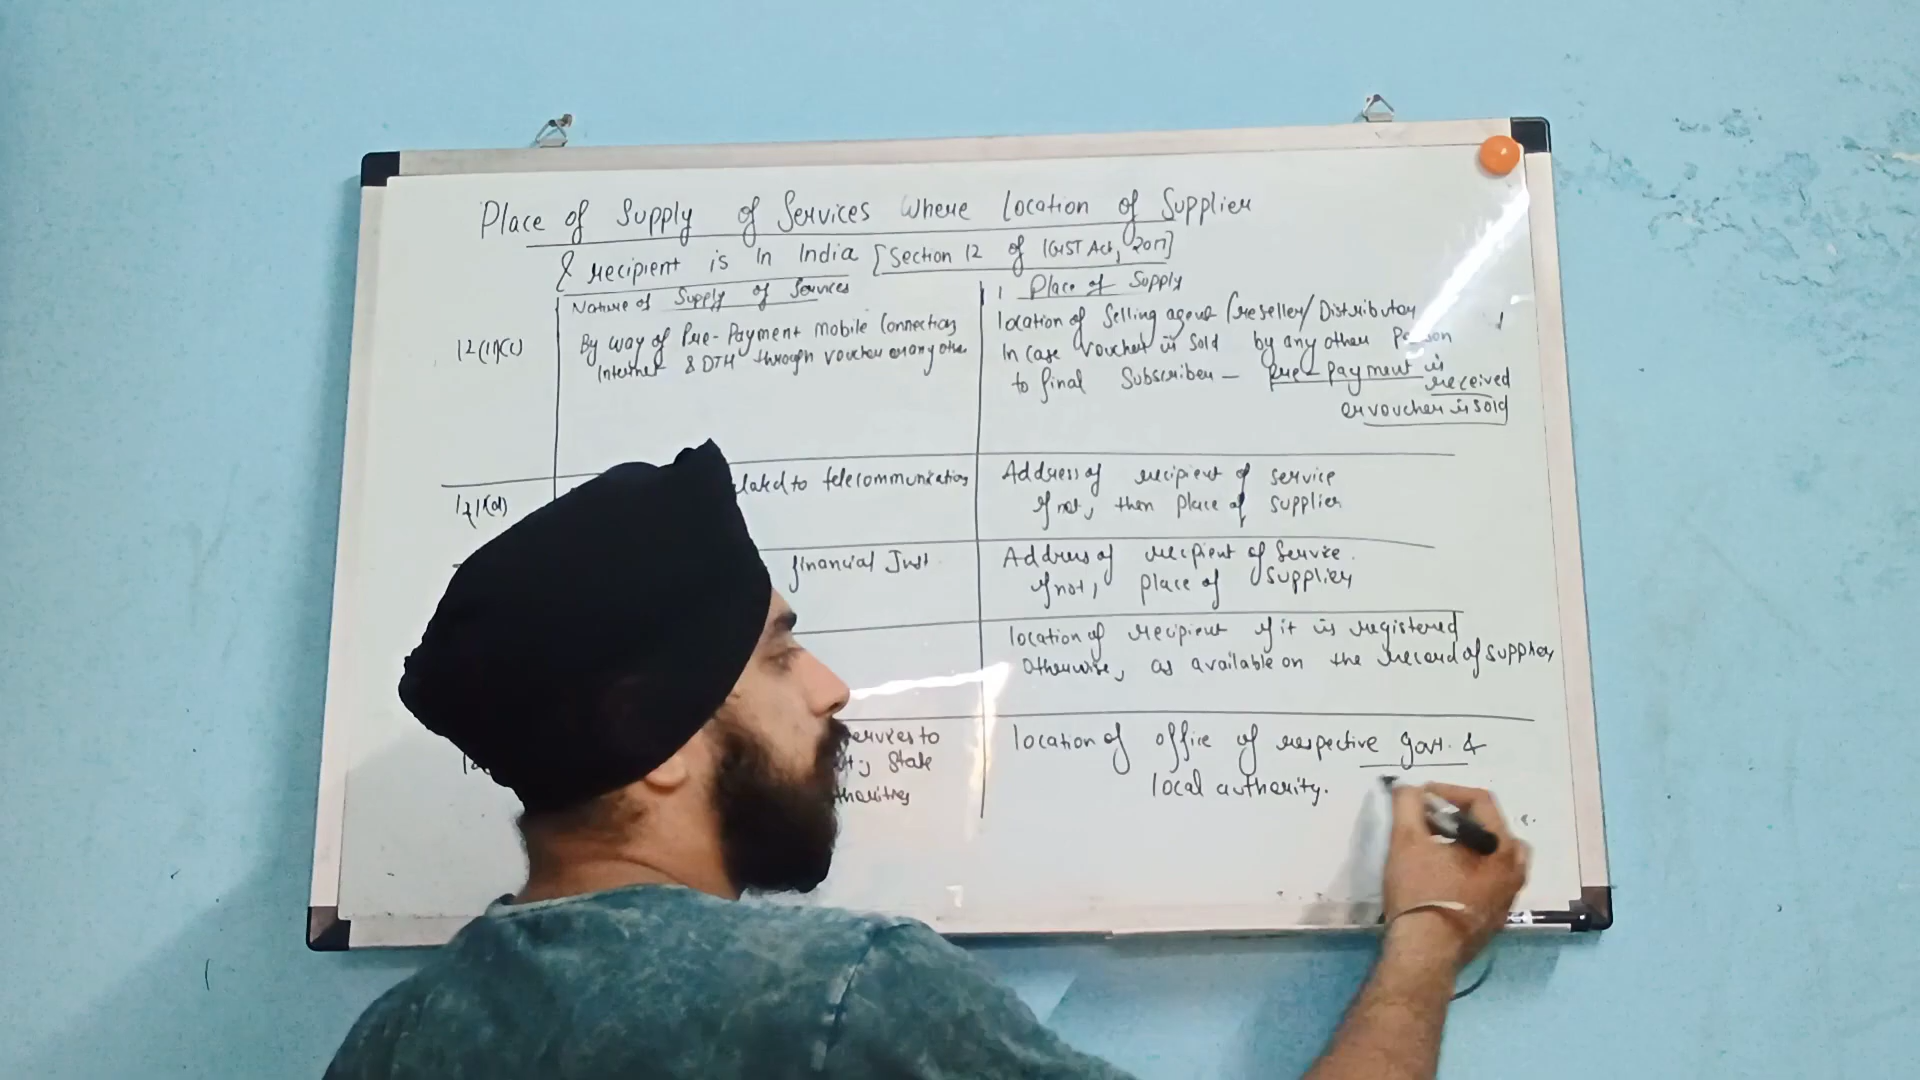 Place of Supply of Services Where Location of Supplier
& recipient is in India [Section 12 of IGST Act, 2017]
Nature of Supply of Services
Place of Supply
12(11)(c)
By way of Pre-Payment Mobile Connection,
Internet & DTH through voucher or any other
location of Selling agent/reseller/Distributor
In case voucher is sold by any other Person
to final Subscriber - Pre-payment is
received
or voucher is sold
lated to telecommunication
Address of recipient of service
If not, then place of supplier
financial Inst.
Address of recipient of Service.
If not, place of supplier
location of recipient if it is registered
Otherwise, as available on the record of supplier
ervices to
State
thorities
location of office of respective Govt. &
local authority.